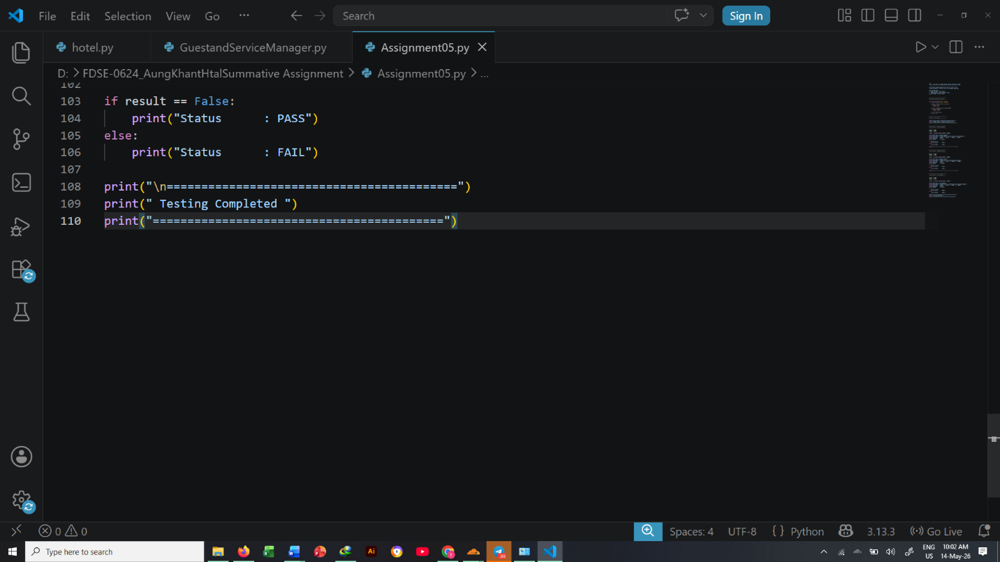 File Edit Selection View Go ··· Search Sign In
hotel.py GuestandServiceManager.py Assignment05.py
D: > FDSE-0624_AungKhantHtalSummative Assignment > Assignment05.py > ...
102
103 if result == False:
104 print("Status      : PASS")
105 else:
106 print("Status      : FAIL")
107
108 print("\n==========================================")
109 print(" Testing Completed ")
110 print("==========================================")
0 0 Spaces: 4 UTF-8 { } Python 3.13.3 Go Live
Type here to search
ENG
US
10:02 AM
14-May-26